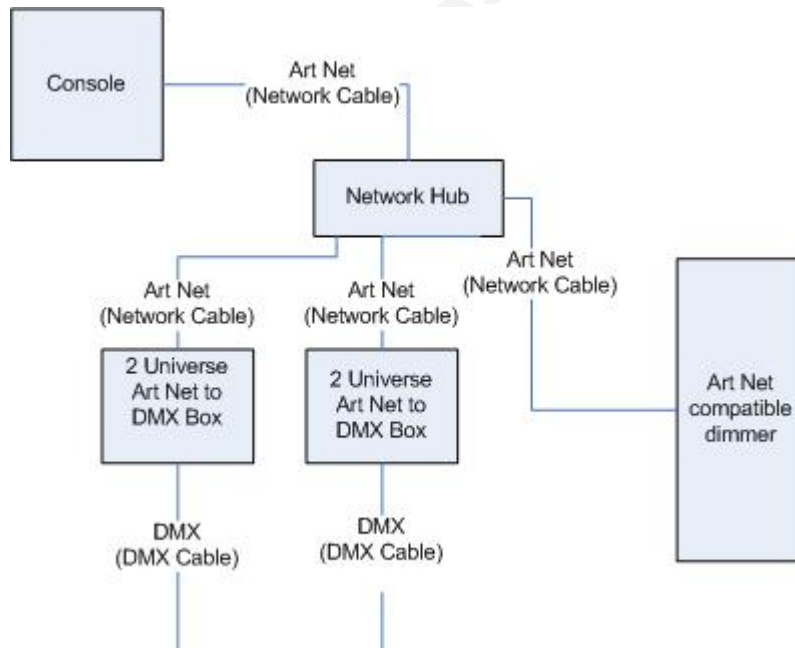 Console
Art Net
(Network Cable)
Network Hub
Art Net
(Network Cable)
Art Net
(Network Cable)
Art Net
(Network Cable)
2 Universe
Art Net to
DMX Box
2 Universe
Art Net to
DMX Box
Art Net
compatible
dimmer
DMX
(DMX Cable)
DMX
(DMX Cable)